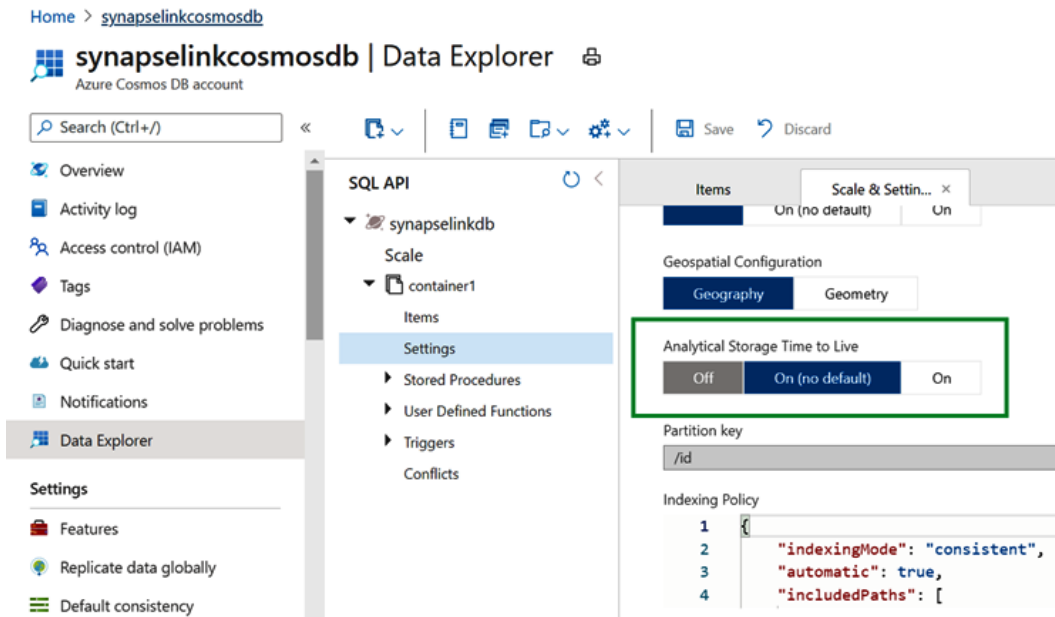 Home > synapselinkcosmosdb
synapselinkcosmosdb | Data Explorer
Azure Cosmos DB account
Search (Ctrl+/)
«
Overview
Activity log
Access control (IAM)
Tags
Diagnose and solve problems
Quick start
Notifications
Data Explorer
Settings
Features
Replicate data globally
Default consistency
Save
Discard
SQL API
synapselinkdb
Scale
container1
Items
Settings
Stored Procedures
User Defined Functions
Triggers
Conflicts
Items
Scale & Settin... ×
On (no default) On
Geospatial Configuration
Geography Geometry
Analytical Storage Time to Live
Off On (no default) On
Partition key
/id
Indexing Policy
1 {
2 "indexingMode": "consistent",
3 "automatic": true,
4 "includedPaths": [